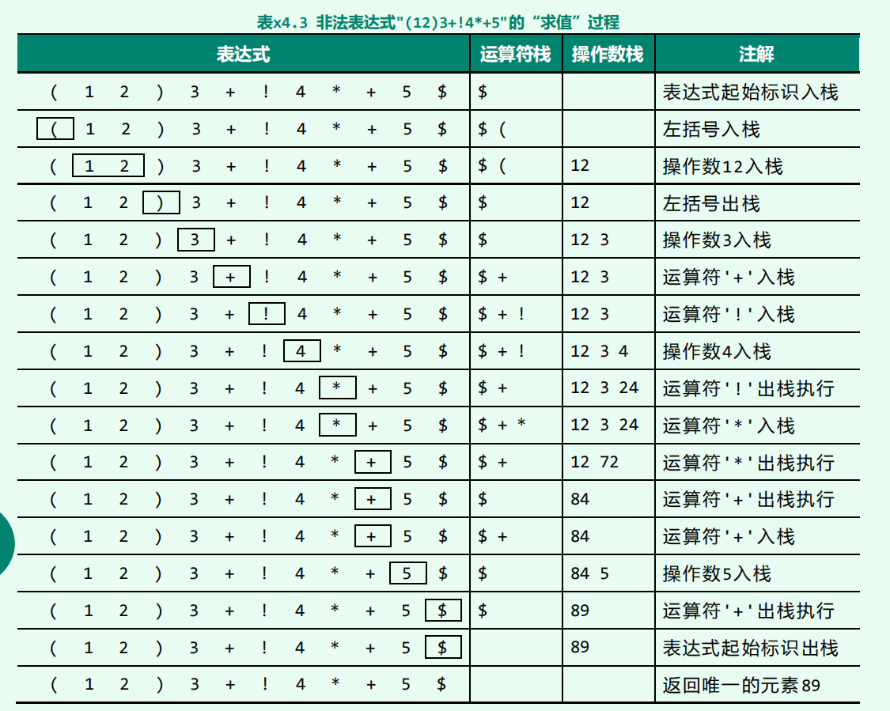 表x4.3 非法表达式"(12)3+!4*+5"的“求值”过程
表达式 运算符栈 操作数栈 注解
( 1 2 ) 3 + ! 4 * + 5 $ $ 表达式起始标识入栈
( 1 2 ) 3 + ! 4 * + 5 $ $ ( 左括号入栈
( 1 2 ) 3 + ! 4 * + 5 $ $ ( 12 操作数12入栈
( 1 2 ) 3 + ! 4 * + 5 $ $ 12 左括号出栈
( 1 2 ) 3 + ! 4 * + 5 $ $ 12 3 操作数3入栈
( 1 2 ) 3 + ! 4 * + 5 $ $ + 12 3 运算符'+'入栈
( 1 2 ) 3 + ! 4 * + 5 $ $ + ! 12 3 运算符'!'入栈
( 1 2 ) 3 + ! 4 * + 5 $ $ + ! 12 3 4 操作数4入栈
( 1 2 ) 3 + ! 4 * + 5 $ $ + 12 3 24 运算符'!'出栈执行
( 1 2 ) 3 + ! 4 * + 5 $ $ + * 12 3 24 运算符'*'入栈
( 1 2 ) 3 + ! 4 * + 5 $ $ + 12 72 运算符'*'出栈执行
( 1 2 ) 3 + ! 4 * + 5 $ $ 84 运算符'+'出栈执行
( 1 2 ) 3 + ! 4 * + 5 $ $ + 84 运算符'+'入栈
( 1 2 ) 3 + ! 4 * + 5 $ $ 84 5 操作数5入栈
( 1 2 ) 3 + ! 4 * + 5 $ $ 89 运算符'+'出栈执行
( 1 2 ) 3 + ! 4 * + 5 $ 89 表达式起始标识出栈
( 1 2 ) 3 + ! 4 * + 5 $ 返回唯一的元素89